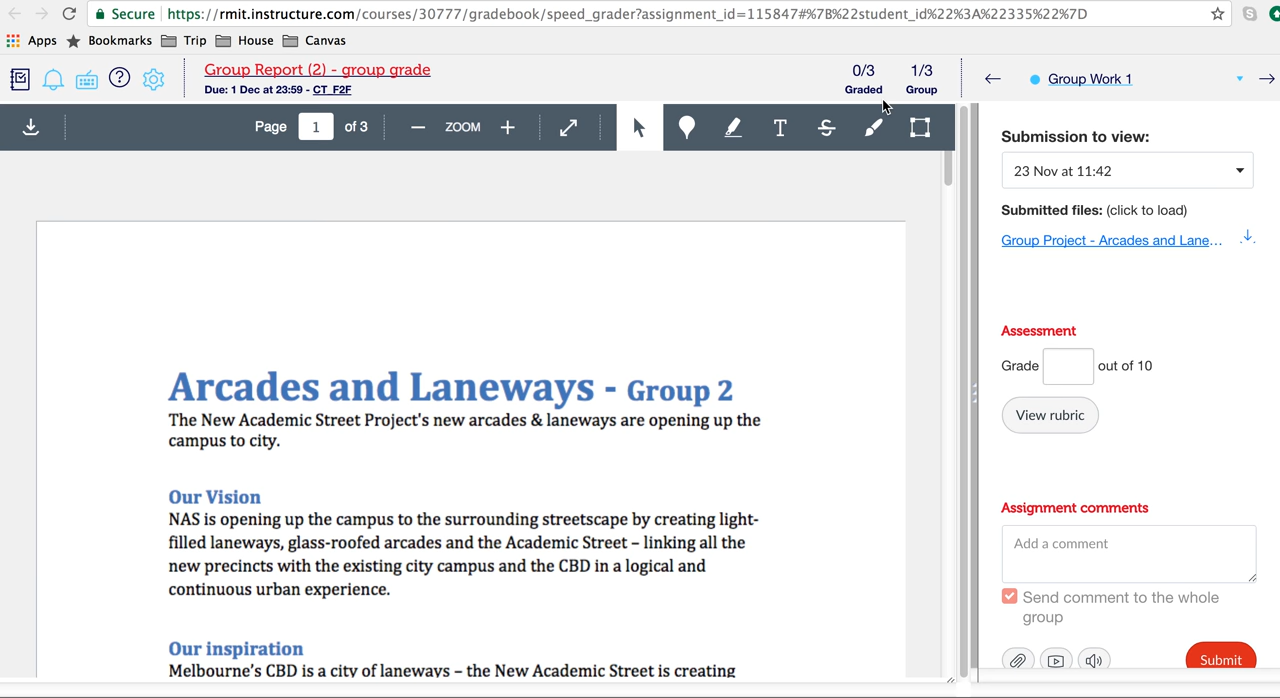 Secure https://rmit.instructure.com/courses/30777/gradebook/speed_grader?assignment_id=115847#%7B%22student_id%22%3A%22335%22%7D
Apps Bookmarks Trip House Canvas
Group Report (2) - group grade
Due: 1 Dec at 23:59 - CT_F2F
0/3
Graded
1/3
Group
Group Work 1
Page 1 of 3
ZOOM
Arcades and Laneways - Group 2
The New Academic Street Project's new arcades & laneways are opening up the
campus to city.
Our Vision
NAS is opening up the campus to the surrounding streetscape by creating light-
filled laneways, glass-roofed arcades and the Academic Street – linking all the
new precincts with the existing city campus and the CBD in a logical and
continuous urban experience.
Our inspiration
Melbourne's CBD is a city of laneways – the New Academic Street is creating
Submission to view:
23 Nov at 11:42
Submitted files: (click to load)
Group Project - Arcades and Lane...
Assessment
Grade out of 10
View rubric
Assignment comments
Add a comment
Send comment to the whole
group
Submit